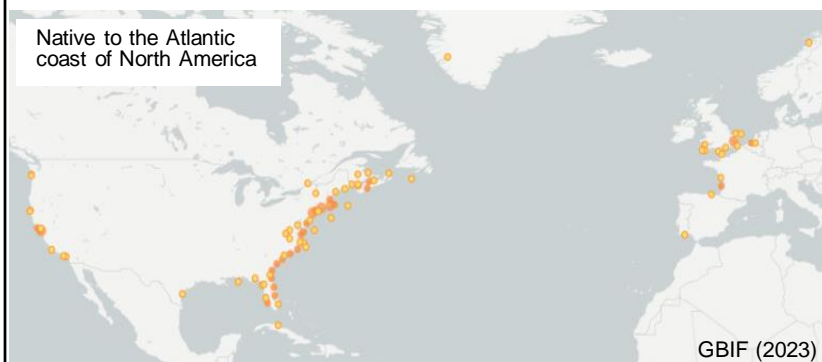 Native to the Atlantic
coast of North America
GBIF (2023)